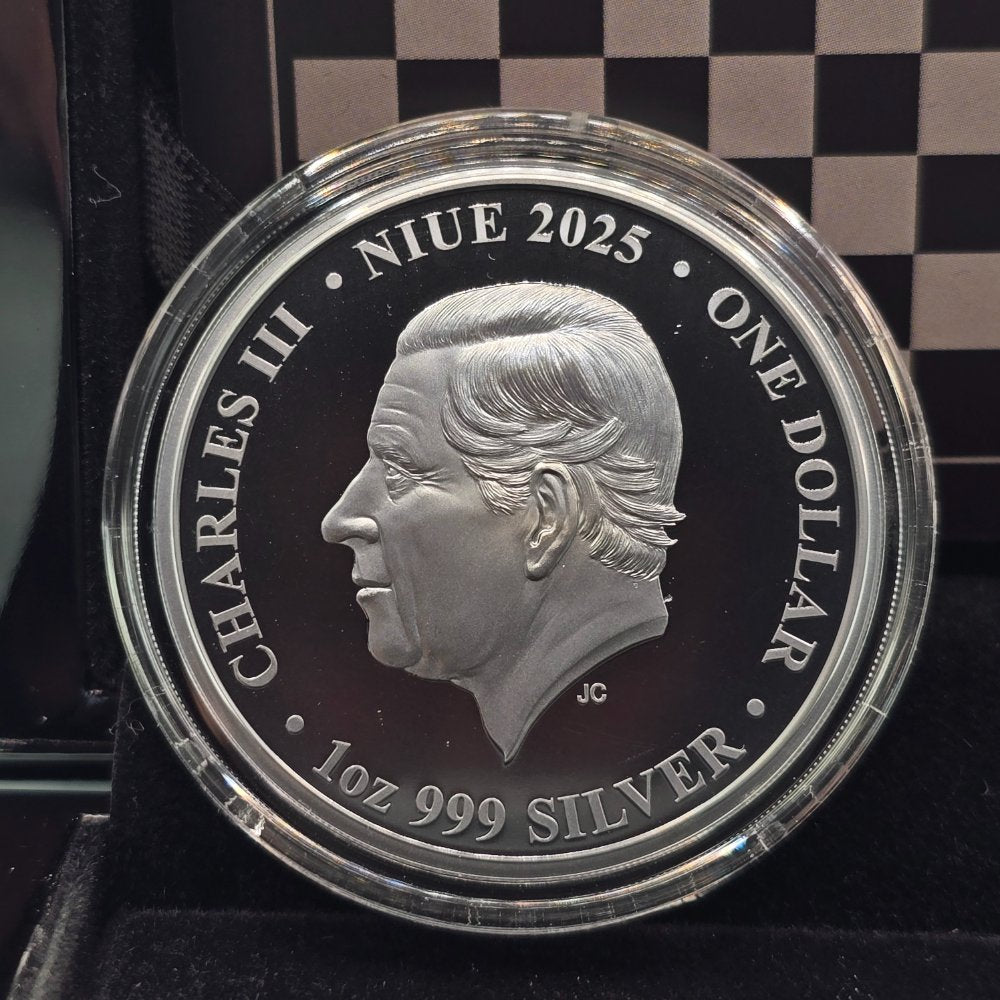 CHARLES III • NIUE 2025 • ONE DOLLAR •
1oz 999 SILVER •
JC